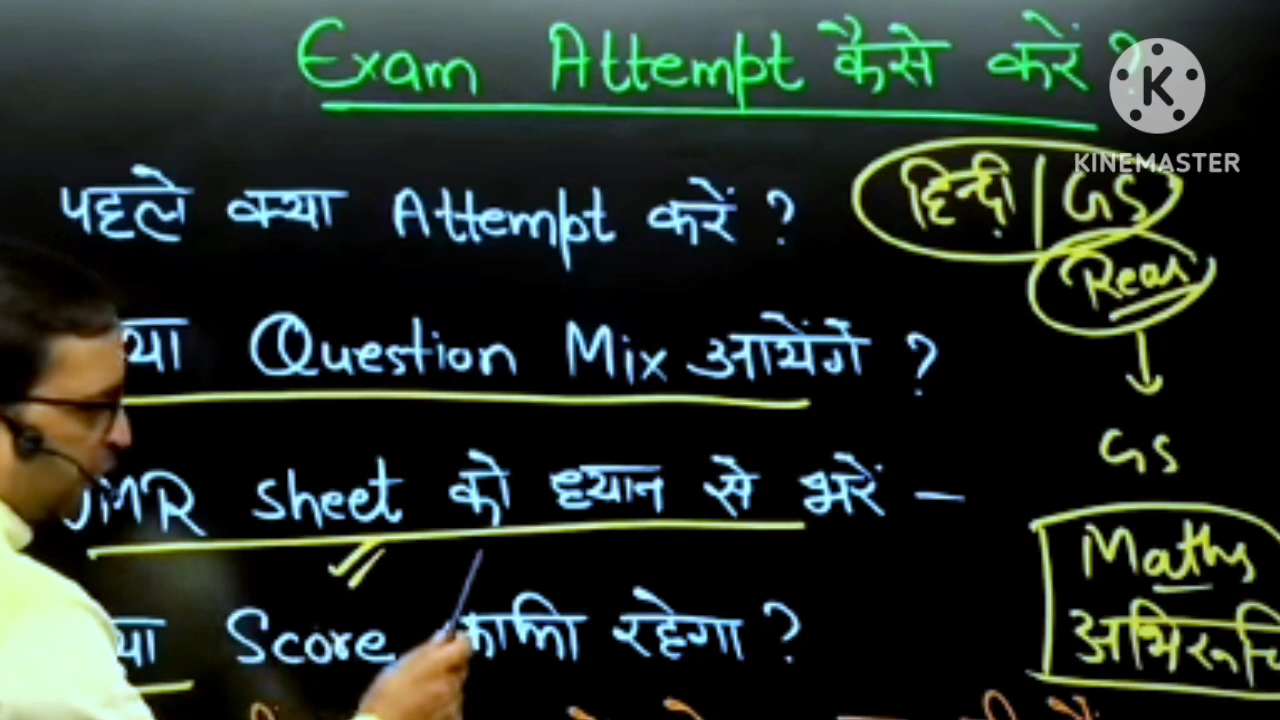 Exam Attempt कैसे करें ?
K
KINEMASTER
पहले क्या Attempt करें ?
हिन्दी | GS
Reas
Question Mix आयेंगे ?
GS
OMR sheet को ध्यान से भरें -
Maths
Score काफी रहेगा ?
अभिरूचि